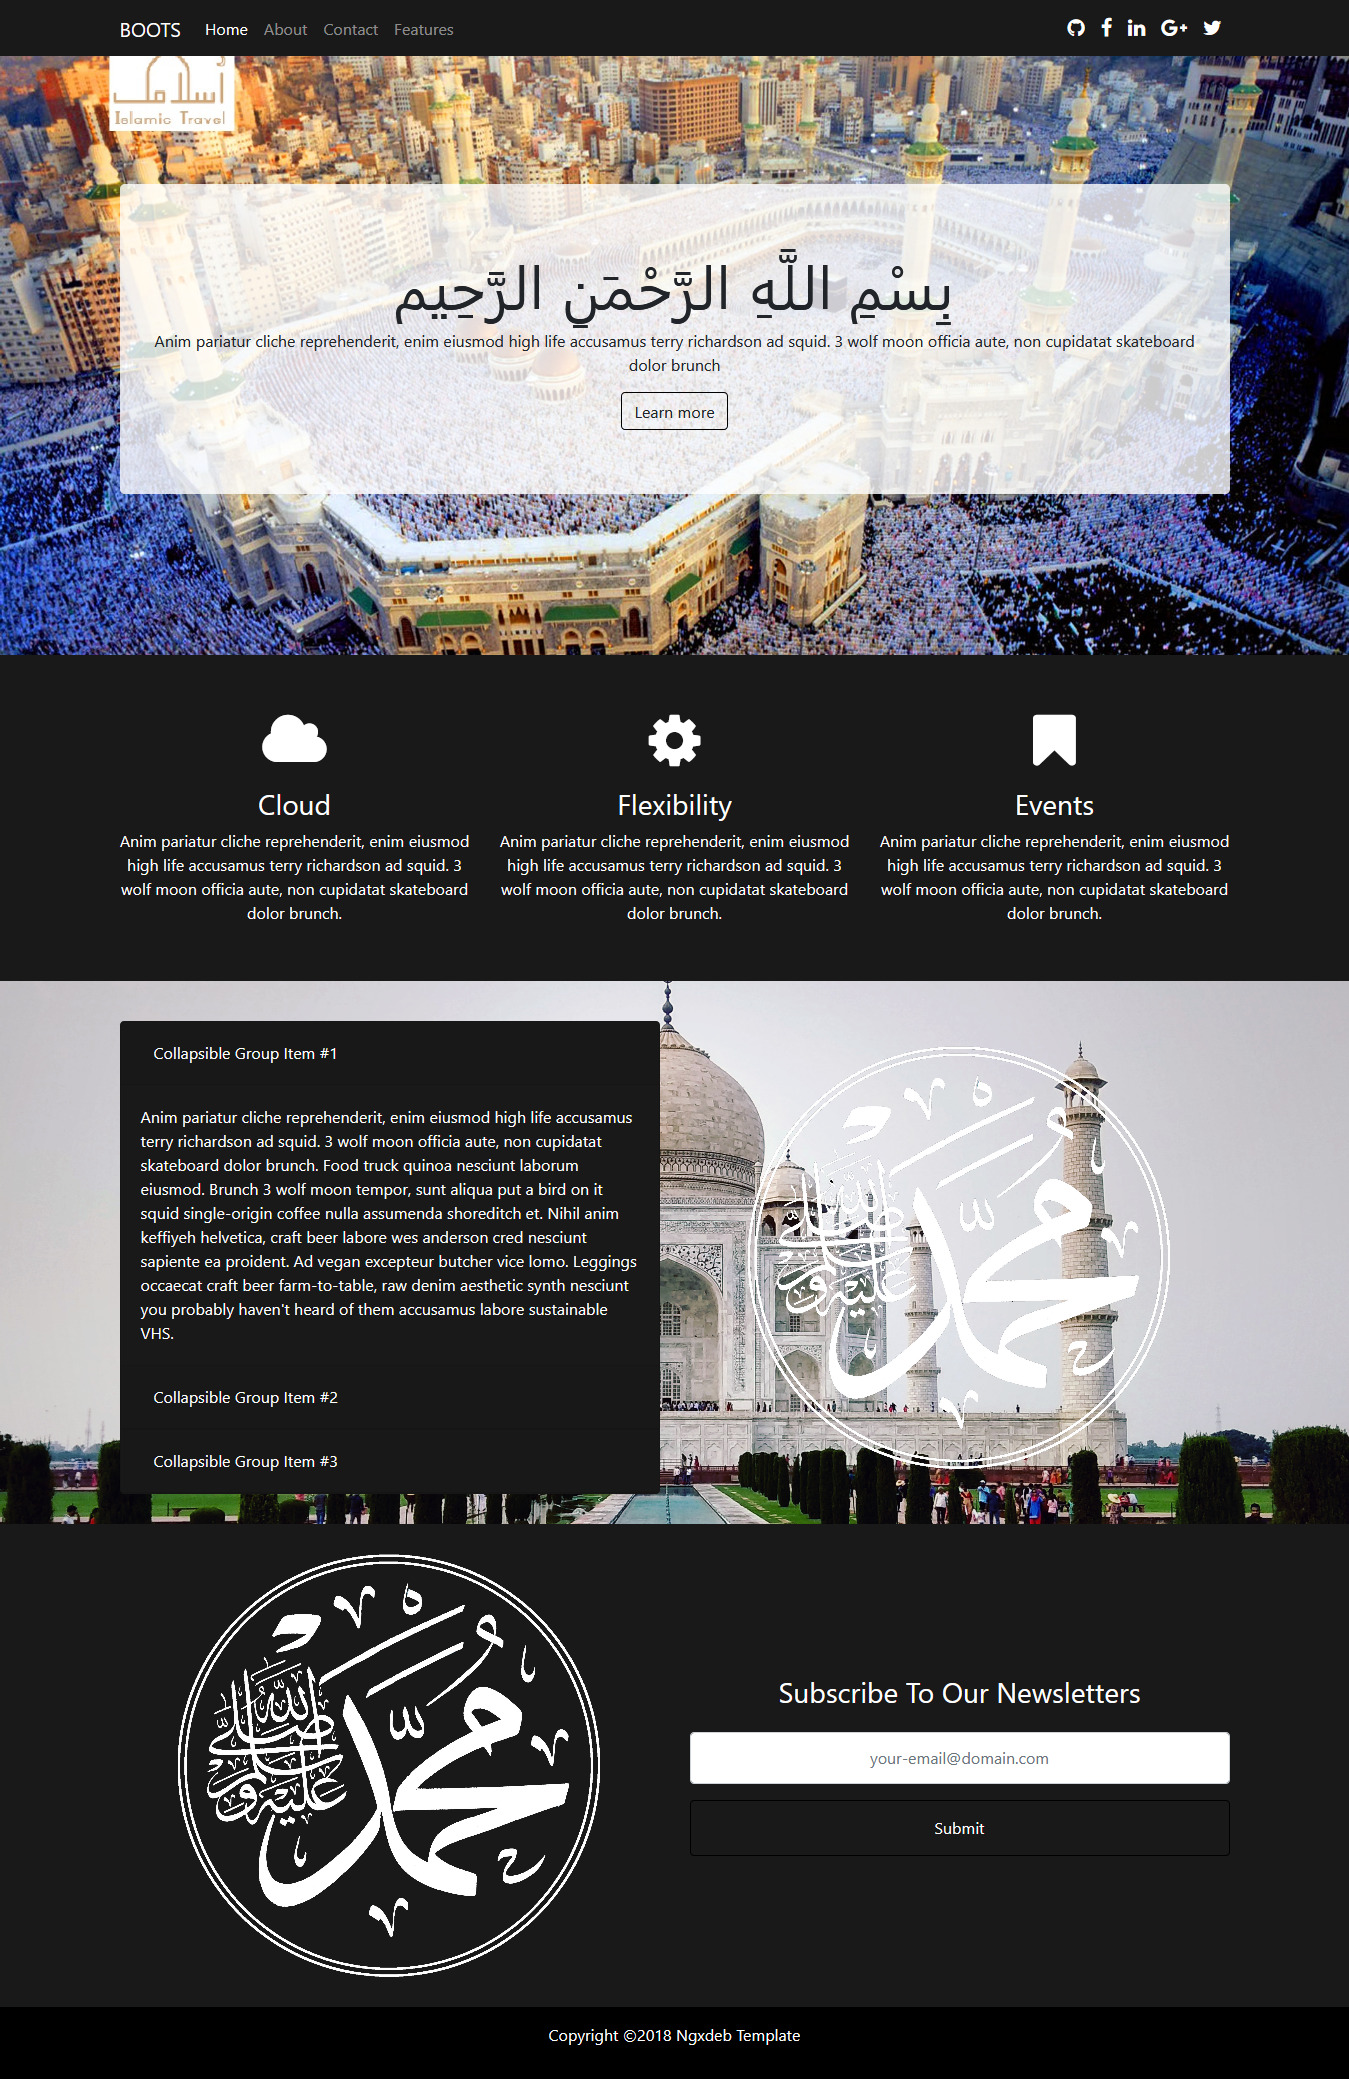 BOOTS Home About Contact Features
اسلامي
Islamic Travel
بِسْمِ اللَّهِ الرَّحْمَنِ الرَّحِيم
Anim pariatur cliche reprehenderit, enim eiusmod high life accusamus terry richardson ad squid. 3 wolf moon officia aute, non cupidatat skateboard
dolor brunch
Learn more
Cloud
Anim pariatur cliche reprehenderit, enim eiusmod
high life accusamus terry richardson ad squid. 3
wolf moon officia aute, non cupidatat skateboard
dolor brunch.
Flexibility
Anim pariatur cliche reprehenderit, enim eiusmod
high life accusamus terry richardson ad squid. 3
wolf moon officia aute, non cupidatat skateboard
dolor brunch.
Events
Anim pariatur cliche reprehenderit, enim eiusmod
high life accusamus terry richardson ad squid. 3
wolf moon officia aute, non cupidatat skateboard
dolor brunch.
Collapsible Group Item #1
Anim pariatur cliche reprehenderit, enim eiusmod high life accusamus
terry richardson ad squid. 3 wolf moon officia aute, non cupidatat
skateboard dolor brunch. Food truck quinoa nesciunt laborum
eiusmod. Brunch 3 wolf moon tempor, sunt aliqua put a bird on it
squid single-origin coffee nulla assumenda shoreditch et. Nihil anim
keffiyeh helvetica, craft beer labore wes anderson cred nesciunt
sapiente ea proident. Ad vegan excepteur butcher vice lomo. Leggings
occaecat craft beer farm-to-table, raw denim aesthetic synth nesciunt
you probably haven't heard of them accusamus labore sustainable
VHS.
Collapsible Group Item #2
Collapsible Group Item #3
محمد صلى الله عليه وسلم
محمد صلى الله عليه وسلم
Subscribe To Our Newsletters
your-email@domain.com
Submit
Copyright ©2018 Ngxdeb Template